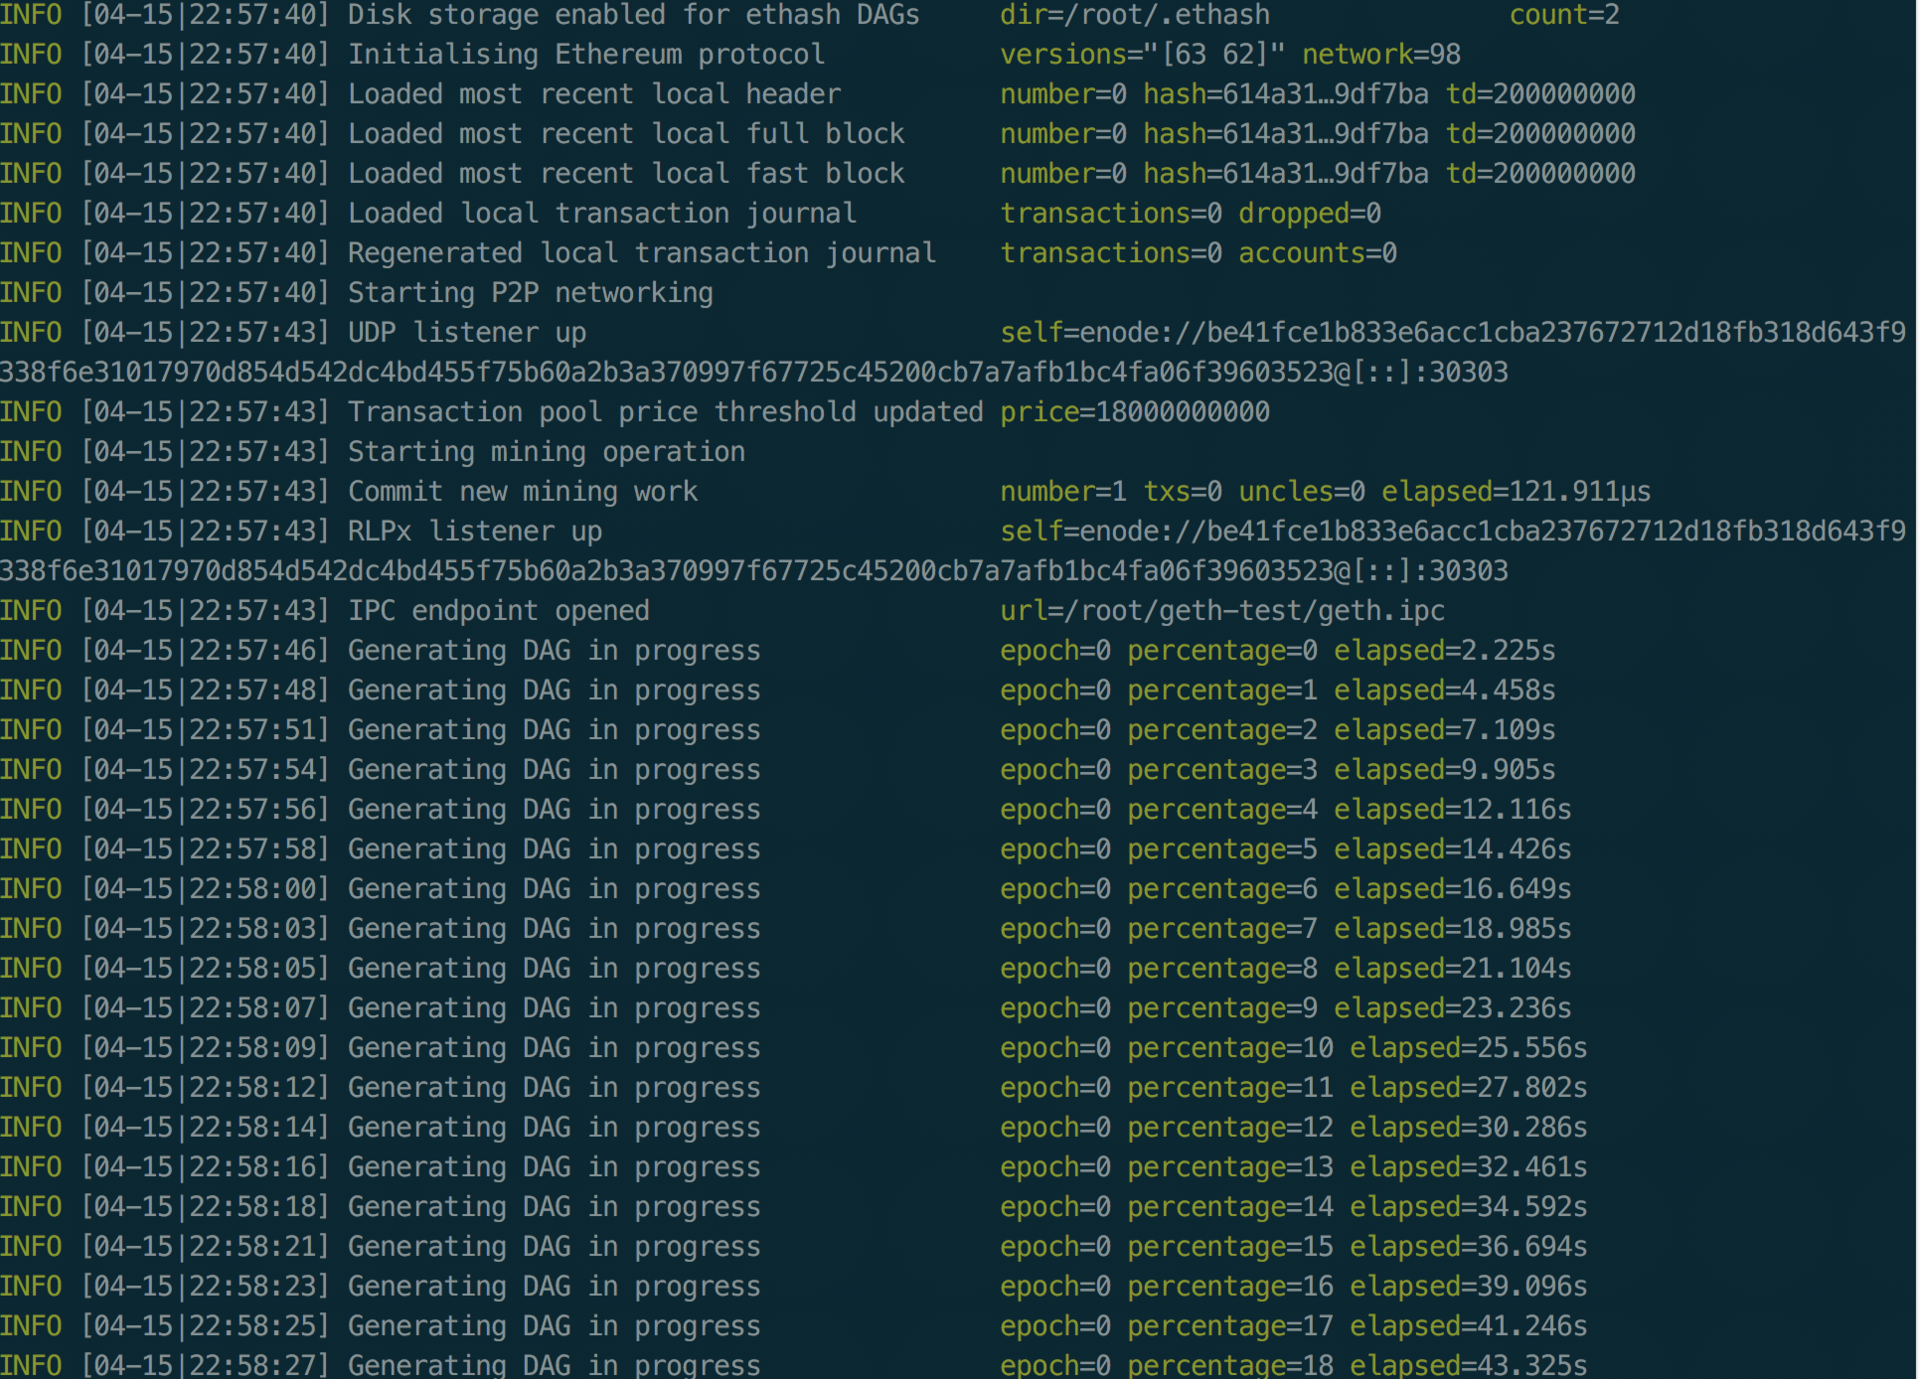 INFO [04-15|22:57:40] Disk storage enabled for ethash DAGs     dir=/root/.ethash               count=2
INFO [04-15|22:57:40] Initialising Ethereum protocol           versions="[63 62]" network=98
INFO [04-15|22:57:40] Loaded most recent local header          number=0 hash=614a31…9df7ba td=200000000
INFO [04-15|22:57:40] Loaded most recent local full block      number=0 hash=614a31…9df7ba td=200000000
INFO [04-15|22:57:40] Loaded most recent local fast block      number=0 hash=614a31…9df7ba td=200000000
INFO [04-15|22:57:40] Loaded local transaction journal         transactions=0 dropped=0
INFO [04-15|22:57:40] Regenerated local transaction journal    transactions=0 accounts=0
INFO [04-15|22:57:40] Starting P2P networking
INFO [04-15|22:57:43] UDP listener up                          self=enode://be41fce1b833e6acc1cba237672712d18fb318d643f9
338f6e31017970d854d542dc4bd455f75b60a2b3a370997f67725c45200cb7a7afb1bc4fa06f39603523@[::]:30303
INFO [04-15|22:57:43] Transaction pool price threshold updated price=18000000000
INFO [04-15|22:57:43] Starting mining operation
INFO [04-15|22:57:43] Commit new mining work                   number=1 txs=0 uncles=0 elapsed=121.911µs
INFO [04-15|22:57:43] RLPx listener up                         self=enode://be41fce1b833e6acc1cba237672712d18fb318d643f9
338f6e31017970d854d542dc4bd455f75b60a2b3a370997f67725c45200cb7a7afb1bc4fa06f39603523@[::]:30303
INFO [04-15|22:57:43] IPC endpoint opened                      url=/root/geth-test/geth.ipc
INFO [04-15|22:57:46] Generating DAG in progress               epoch=0 percentage=0 elapsed=2.225s
INFO [04-15|22:57:48] Generating DAG in progress               epoch=0 percentage=1 elapsed=4.458s
INFO [04-15|22:57:51] Generating DAG in progress               epoch=0 percentage=2 elapsed=7.109s
INFO [04-15|22:57:54] Generating DAG in progress               epoch=0 percentage=3 elapsed=9.905s
INFO [04-15|22:57:56] Generating DAG in progress               epoch=0 percentage=4 elapsed=12.116s
INFO [04-15|22:57:58] Generating DAG in progress               epoch=0 percentage=5 elapsed=14.426s
INFO [04-15|22:58:00] Generating DAG in progress               epoch=0 percentage=6 elapsed=16.649s
INFO [04-15|22:58:03] Generating DAG in progress               epoch=0 percentage=7 elapsed=18.985s
INFO [04-15|22:58:05] Generating DAG in progress               epoch=0 percentage=8 elapsed=21.104s
INFO [04-15|22:58:07] Generating DAG in progress               epoch=0 percentage=9 elapsed=23.236s
INFO [04-15|22:58:09] Generating DAG in progress               epoch=0 percentage=10 elapsed=25.556s
INFO [04-15|22:58:12] Generating DAG in progress               epoch=0 percentage=11 elapsed=27.802s
INFO [04-15|22:58:14] Generating DAG in progress               epoch=0 percentage=12 elapsed=30.286s
INFO [04-15|22:58:16] Generating DAG in progress               epoch=0 percentage=13 elapsed=32.461s
INFO [04-15|22:58:18] Generating DAG in progress               epoch=0 percentage=14 elapsed=34.592s
INFO [04-15|22:58:21] Generating DAG in progress               epoch=0 percentage=15 elapsed=36.694s
INFO [04-15|22:58:23] Generating DAG in progress               epoch=0 percentage=16 elapsed=39.096s
INFO [04-15|22:58:25] Generating DAG in progress               epoch=0 percentage=17 elapsed=41.246s
INFO [04-15|22:58:27] Generating DAG in progress               epoch=0 percentage=18 elapsed=43.325s